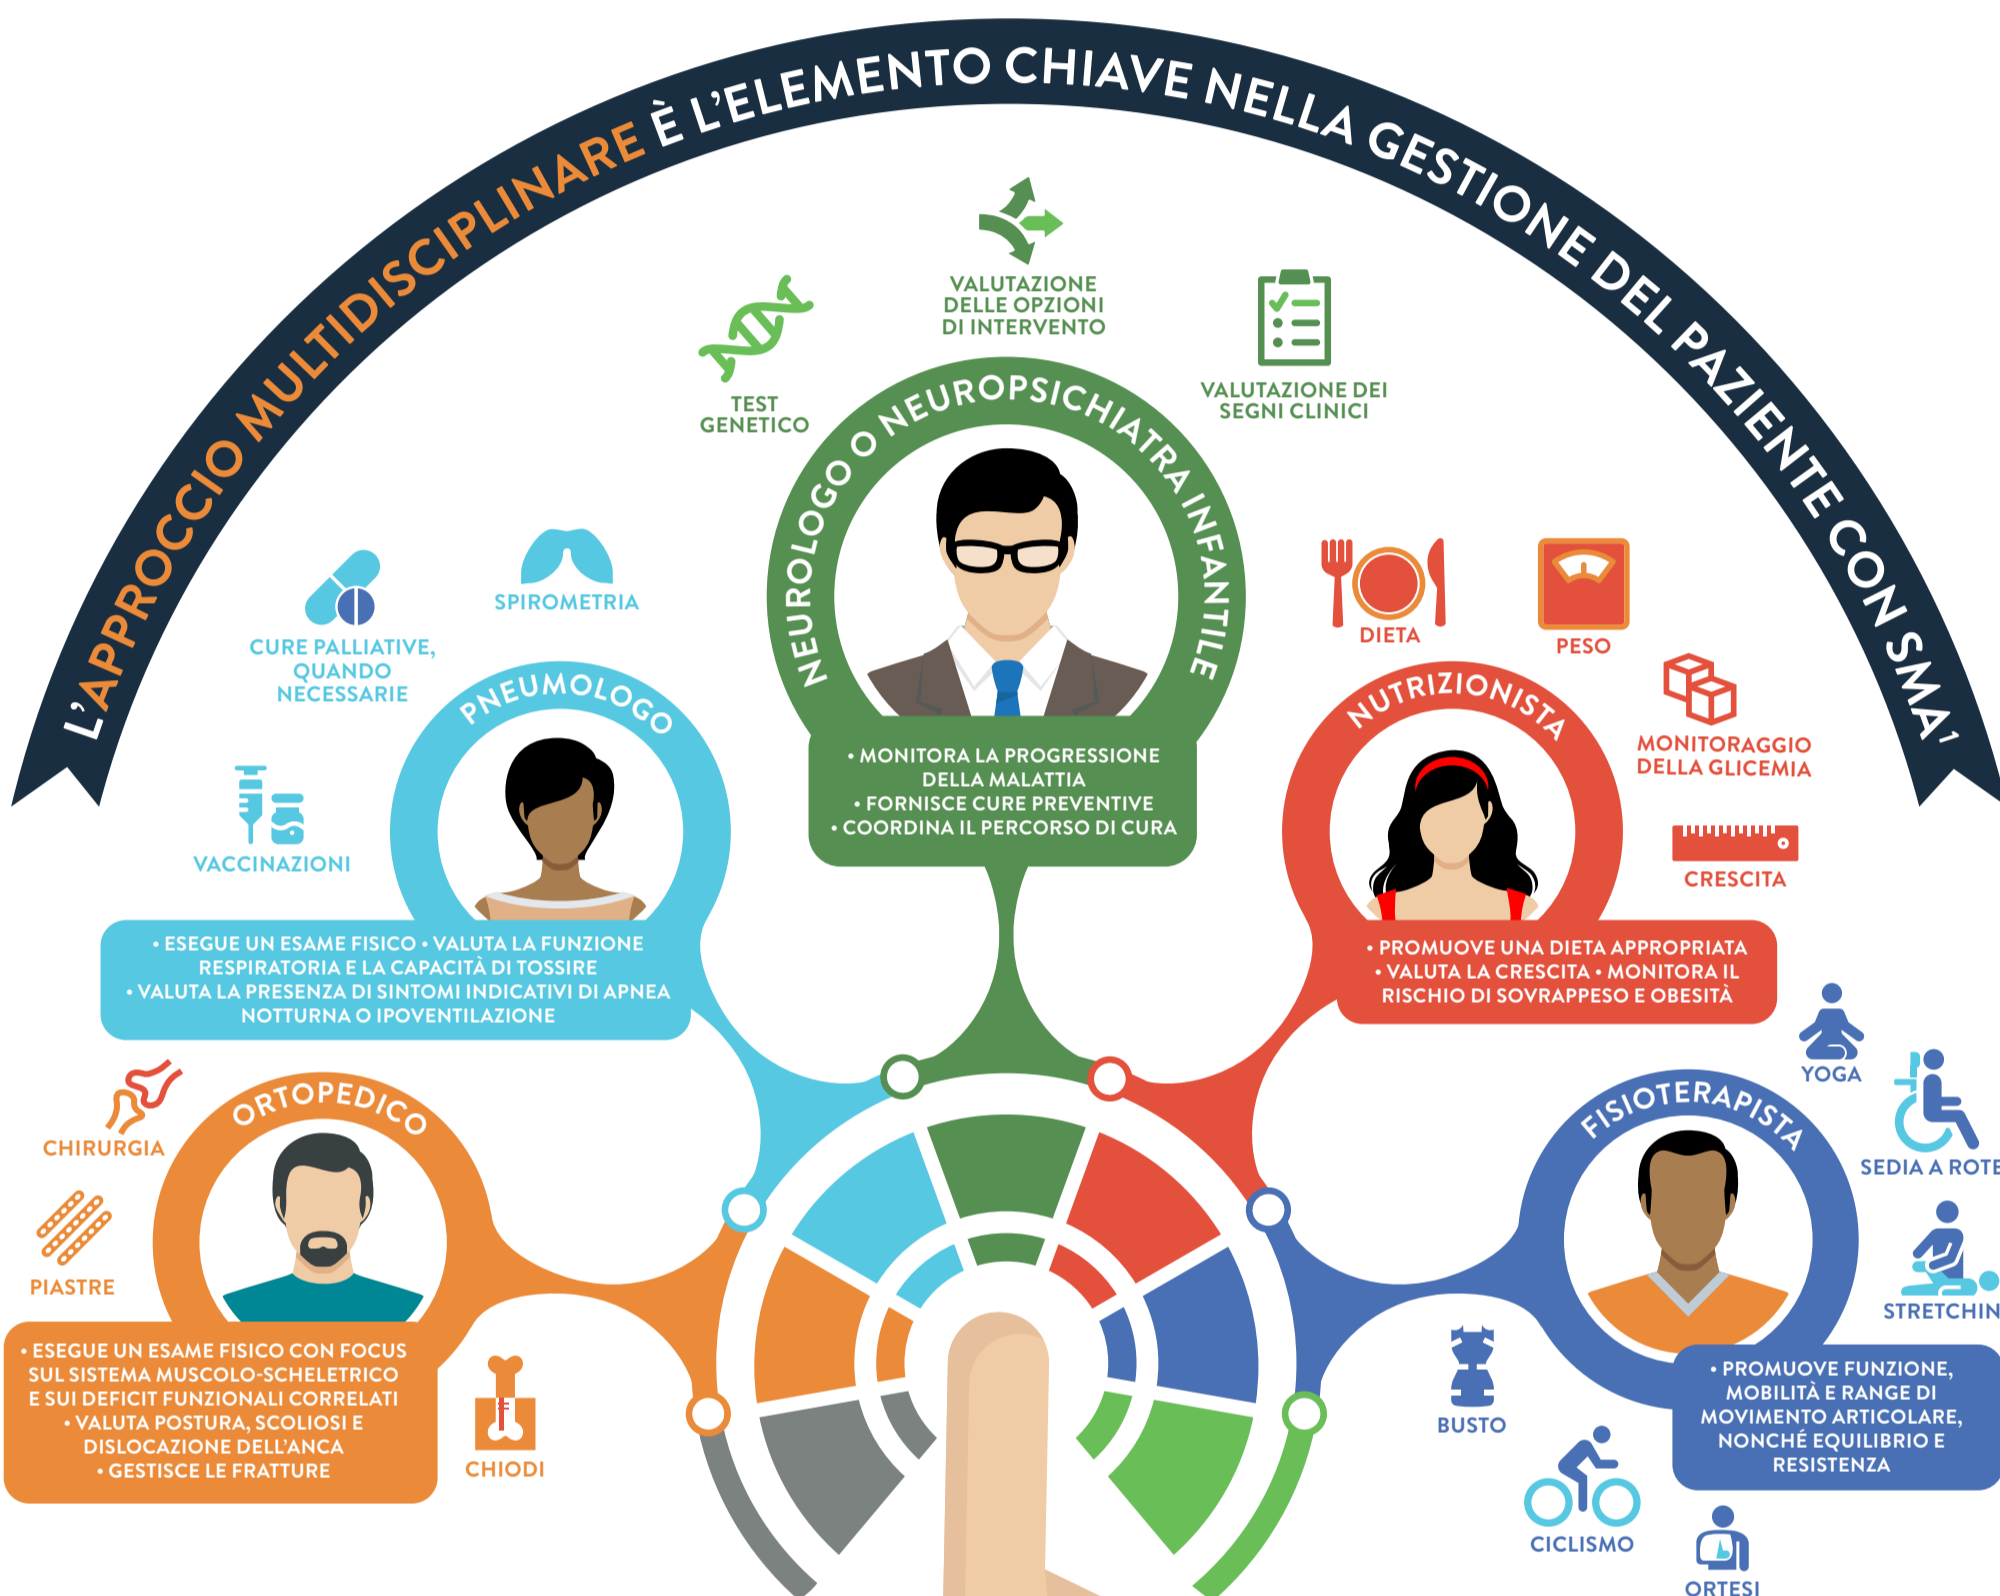 L'APPROCCIO MULTIDISCIPLINARE È L'ELEMENTO CHIAVE NELLA GESTIONE DEL PAZIENTE CON SMA¹
VALUTAZIONE
DELLE OPZIONI
DI INTERVENTO
TEST
GENETICO
VALUTAZIONE DEI
SEGNI CLINICI
NEUROLOGO O NEUROPSICHIATRA INFANTILE
• MONITORA LA PROGRESSIONE
DELLA MALATTIA
• FORNISCE CURE PREVENTIVE
• COORDINA IL PERCORSO DI CURA
SPIROMETRIA
CURE PALLIATIVE,
QUANDO
NECESSARIE
VACCINAZIONI
PNEUMOLOGO
• ESEGUE UN ESAME FISICO • VALUTA LA FUNZIONE
RESPIRATORIA E LA CAPACITÀ DI TOSSIRE
• VALUTA LA PRESENZA DI SINTOMI INDICATIVI DI APNEA
NOTTURNA O IPOVENTILAZIONE
DIETA
PESO
MONITORAGGIO
DELLA GLICEMIA
CRESCITA
NUTRIZIONISTA
• PROMUOVE UNA DIETA APPROPRIATA
• VALUTA LA CRESCITA • MONITORA IL
RISCHIO DI SOVRAPPESO E OBESITÀ
CHIRURGIA
PIASTRE
ORTOPEDICO
• ESEGUE UN ESAME FISICO CON FOCUS
SUL SISTEMA MUSCOLO-SCHELETRICO
E SUI DEFICIT FUNZIONALI CORRELATI
• VALUTA POSTURA, SCOLIOSI E
DISLOCAZIONE DELL'ANCA
• GESTISCE LE FRATTURE
CHIODI
YOGA
SEDIA A ROTE
STRETCHIN
FISIOTERAPISTA
• PROMUOVE FUNZIONE,
MOBILITÀ E RANGE DI
MOVIMENTO ARTICOLARE,
NONCHÉ EQUILIBRIO E
RESISTENZA
BUSTO
CICLISMO
ORTESI